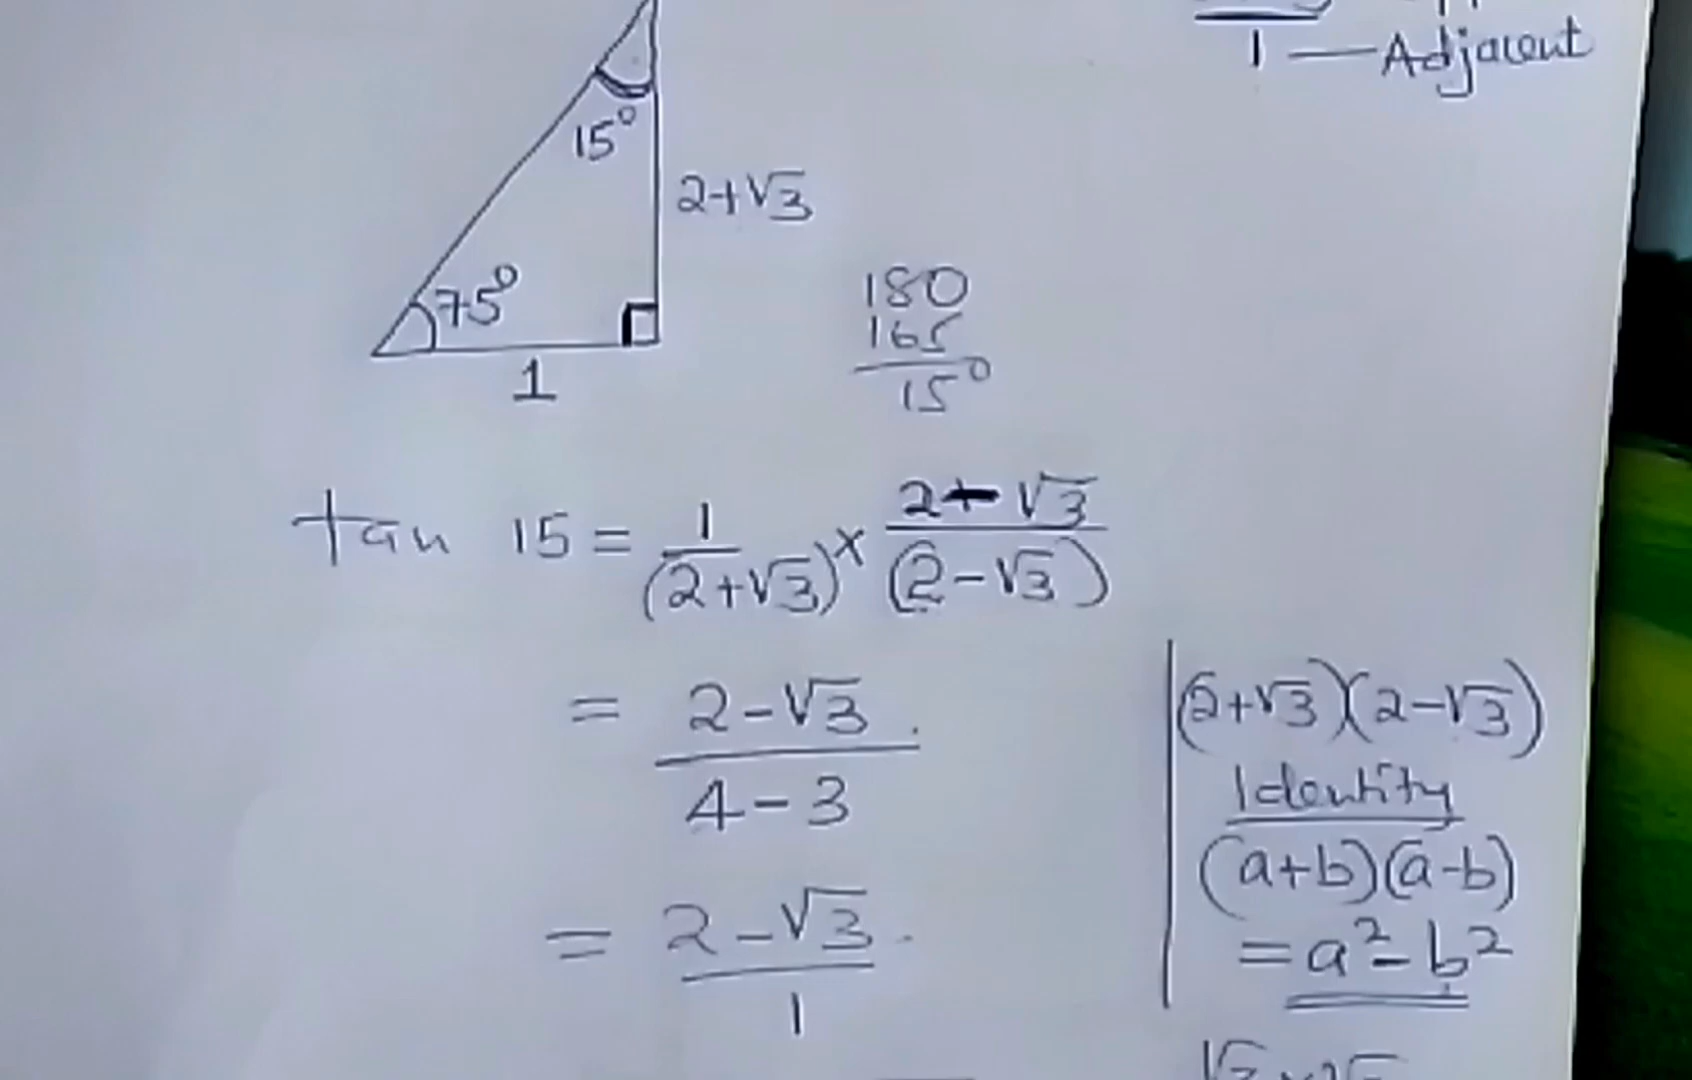 1 — Adjacent
15°
2+√3
75°
1
180
165
15°
tan 15 = 1/(2+√3) × 2-√3/(2-√3)
= 2-√3/4-3
= 2-√3/1
(2+√3)(2-√3)
Identity
(a+b)(a-b)
= a²-b²